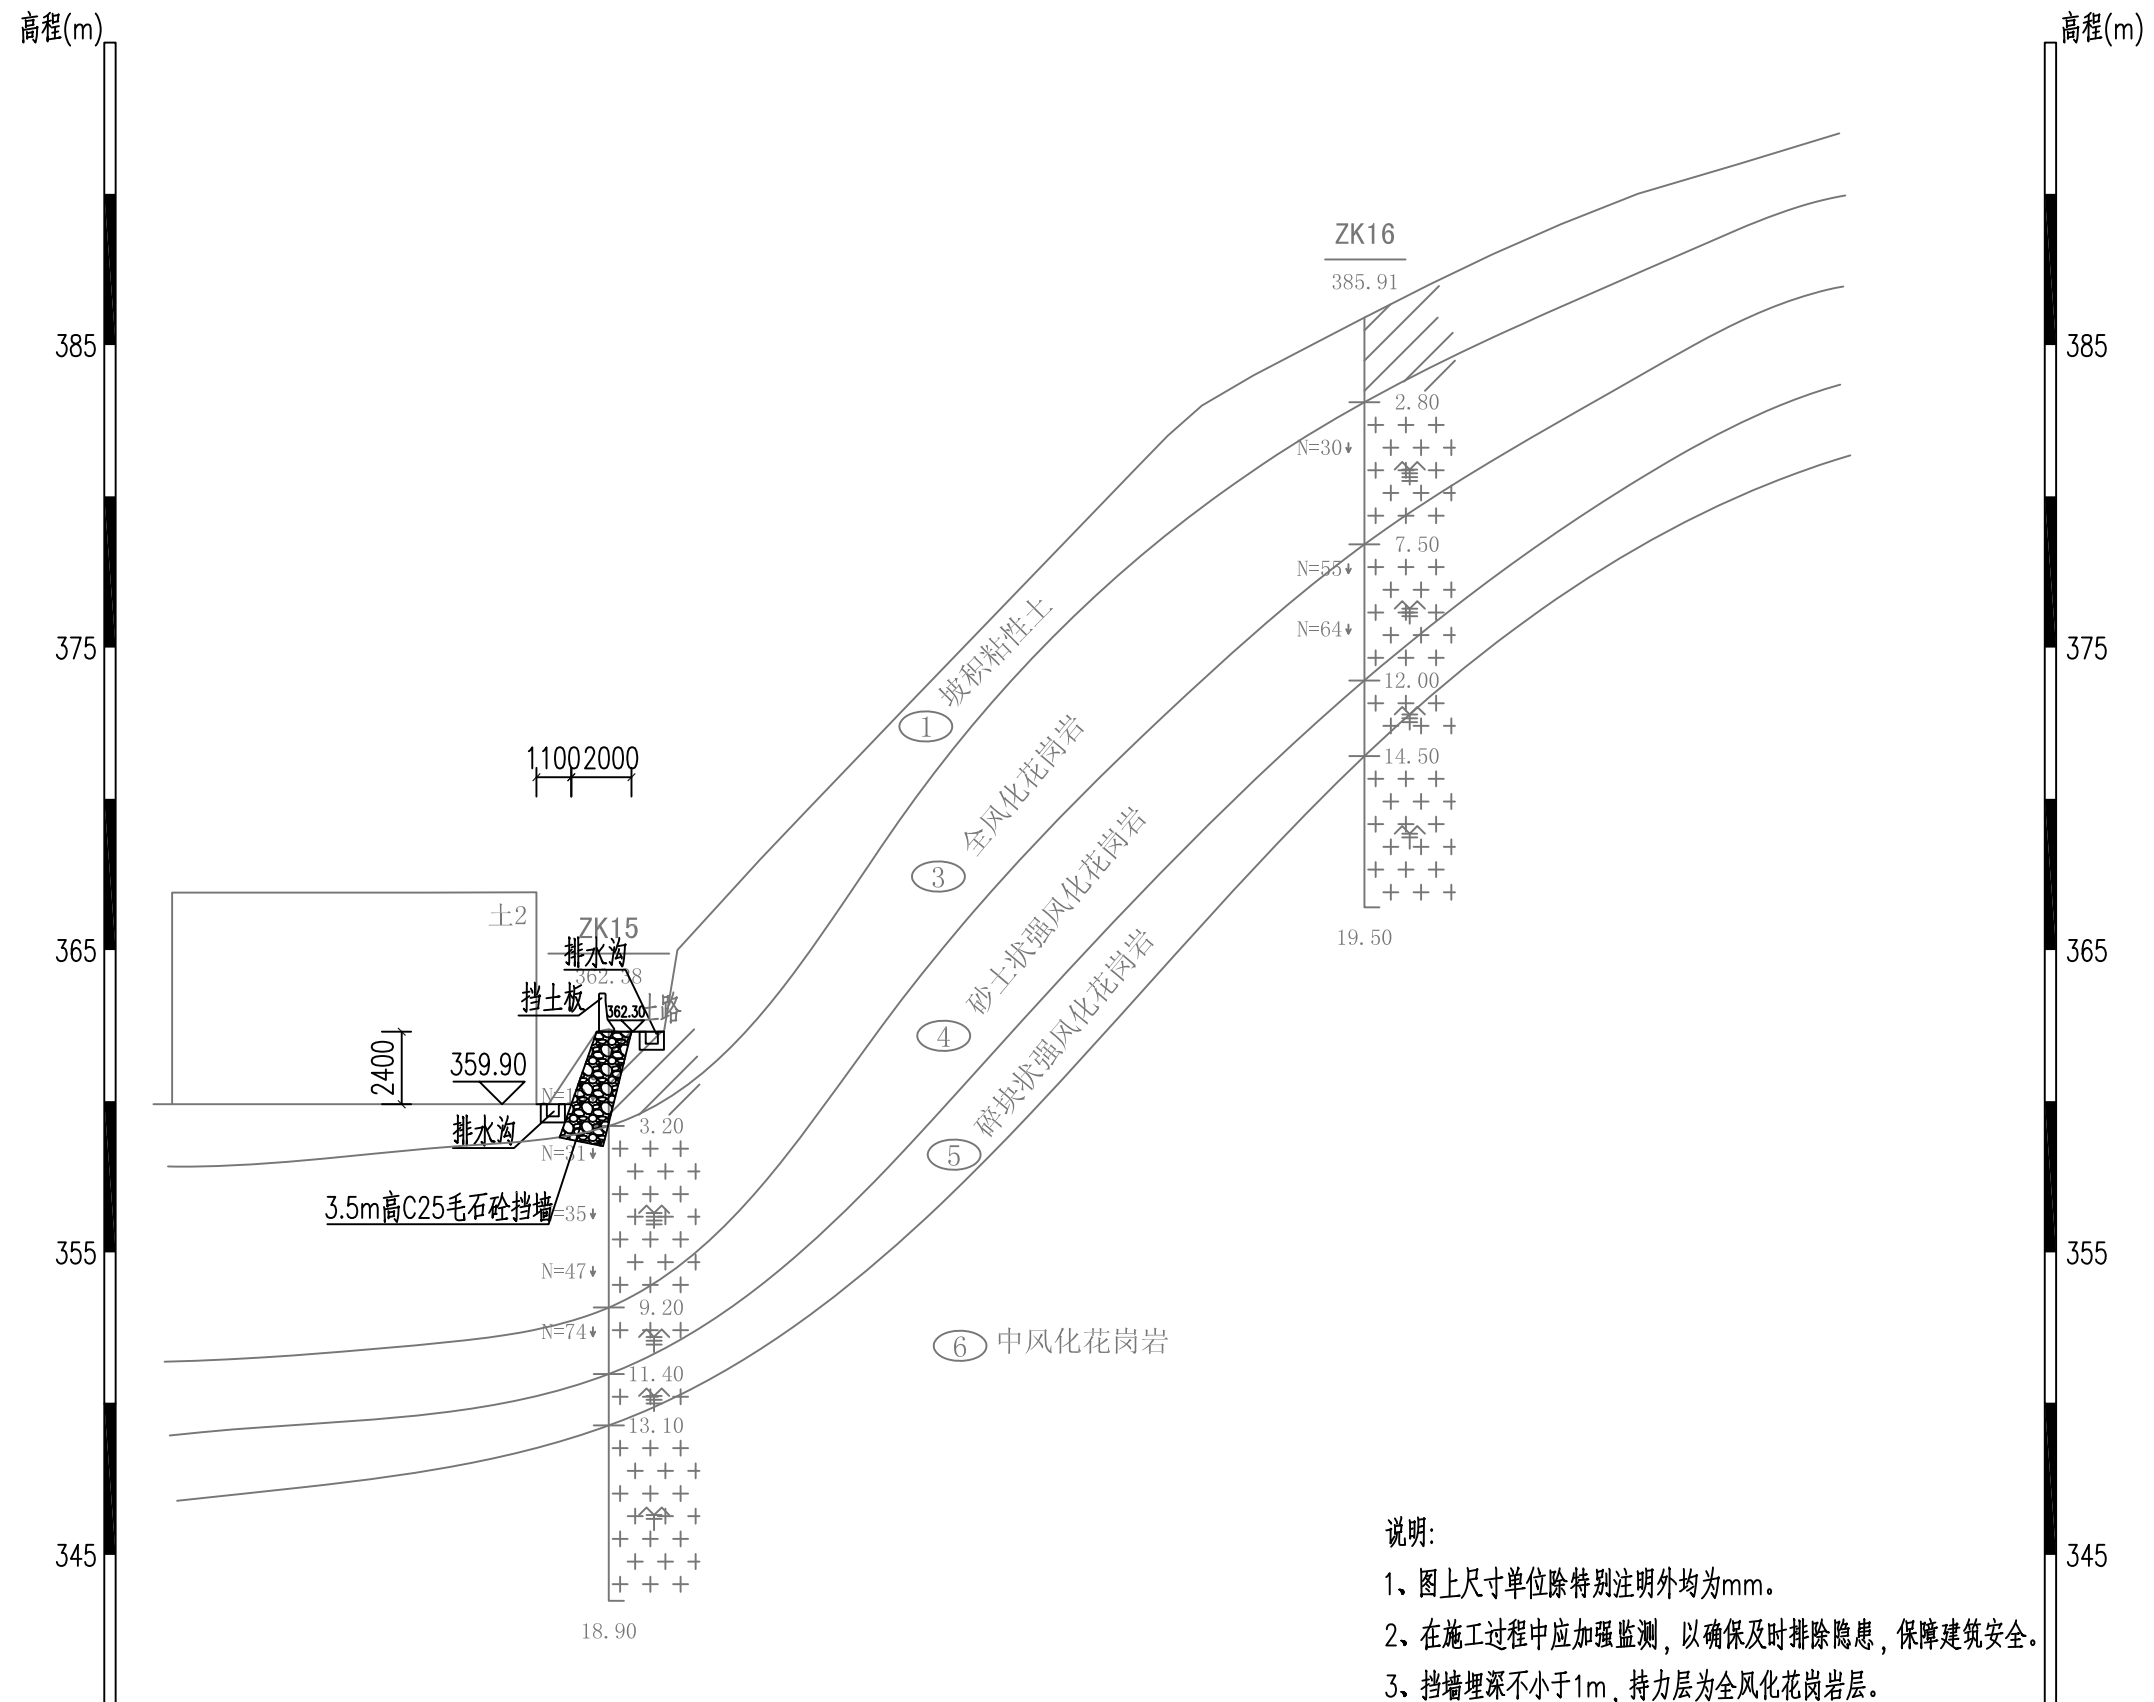 高程(m)
高程(m)
ZK16
385.91
385
385
2.80
N=30
7.50
N=55
坡积粘性土
N=64
375
375
12.00
①
全风化花岗岩
14.50
1100
2000
③
砂土状强风化花岗岩
土2
ZK15
碎块状强风化花岗岩
19.50
365
365
排水沟
362.38
挡土板
362.30
土路
④
2400
359.90
N=1
排水沟
3.20
⑤
N=31
3.5m高C25毛石砼挡墙
=35
355
355
N=47
9.20
N=74
⑥
中风化花岗岩
11.40
13.10
说明:
345
345
1、图上尺寸单位除特别注明外均为mm。
18.90
2、在施工过程中应加强监测,以确保及时排除隐患,保障建筑安全。
3、挡墙埋深不小于1m,持力层为全风化花岗岩层。